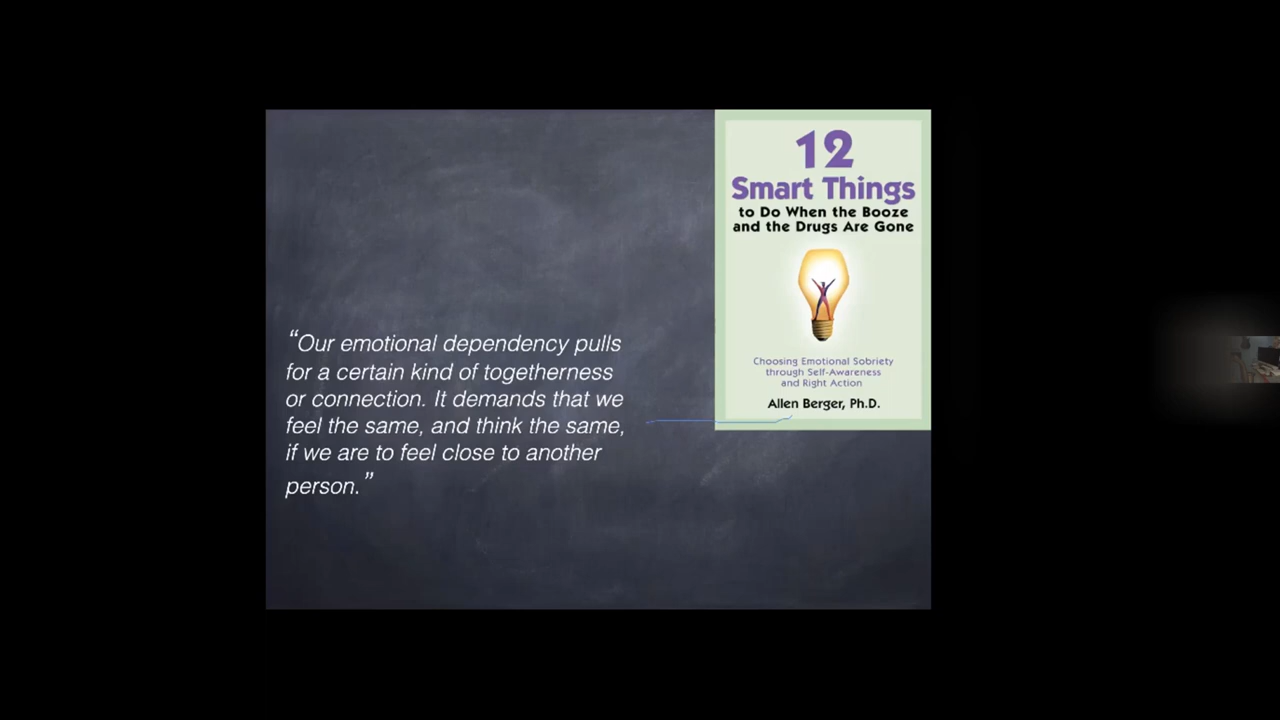 12
Smart Things
to Do When the Booze
and the Drugs Are Gone
Choosing Emotional Sobriety
through Self-Awareness
and Right Action
Allen Berger, Ph.D.
“Our emotional dependency pulls
for a certain kind of togetherness
or connection. It demands that we
feel the same, and think the same,
if we are to feel close to another
person.”